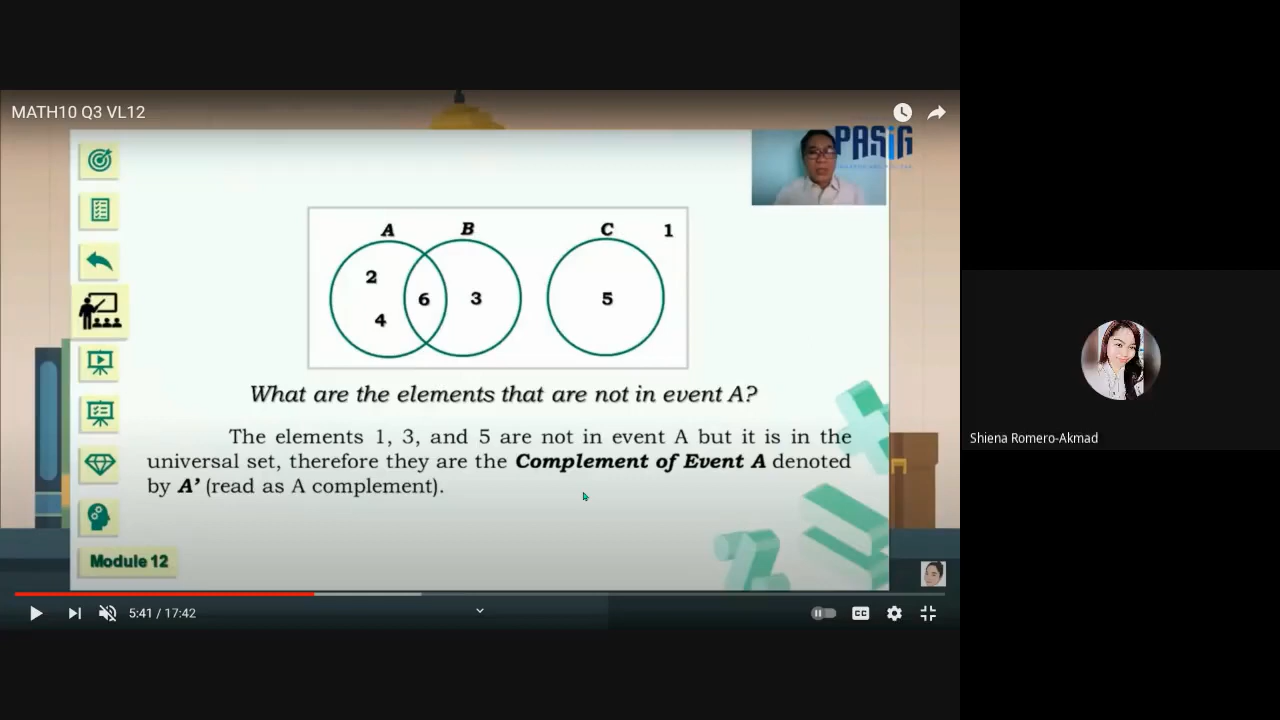 MATH10 Q3 VL12
PASIG
A B C 1
2
6 3 5
4
What are the elements that are not in event A?
The elements 1, 3, and 5 are not in event A but it is in the
universal set, therefore they are the Complement of Event A denoted
by A’ (read as A complement).
Module 12
5:41 / 17:42
CC
Shiena Romero-Akmad